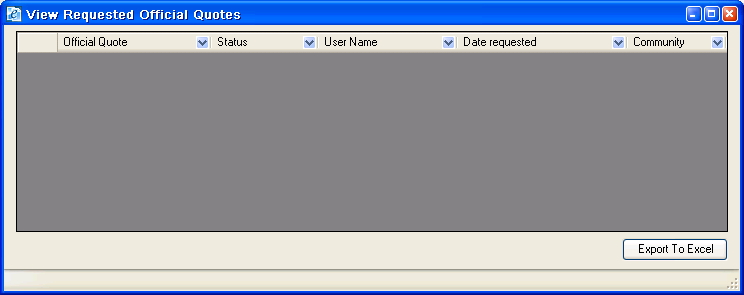 View Requested Official Quotes
Official Quote Status User Name Date requested Community
Export To Excel